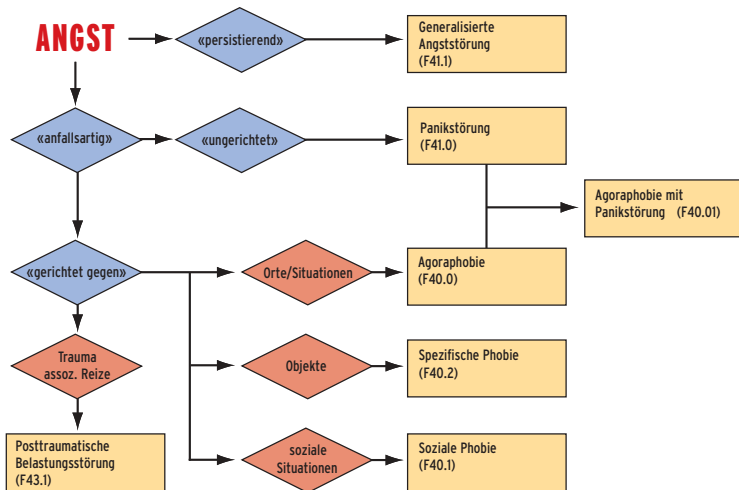 ANGST
«persistierend»
Generalisierte
Angststörung
(F41.1)
«anfallsartig»
«ungerichtet»
Panikstörung
(F41.0)
Agoraphobie mit
Panikstörung (F40.01)
«gerichtet gegen»
Orte/Situationen
Agoraphobie
(F40.0)
Trauma
assoz. Reize
Objekte
Spezifische Phobie
(F40.2)
Posttraumatische
Belastungsstörung
(F43.1)
soziale
Situationen
Soziale Phobie
(F40.1)